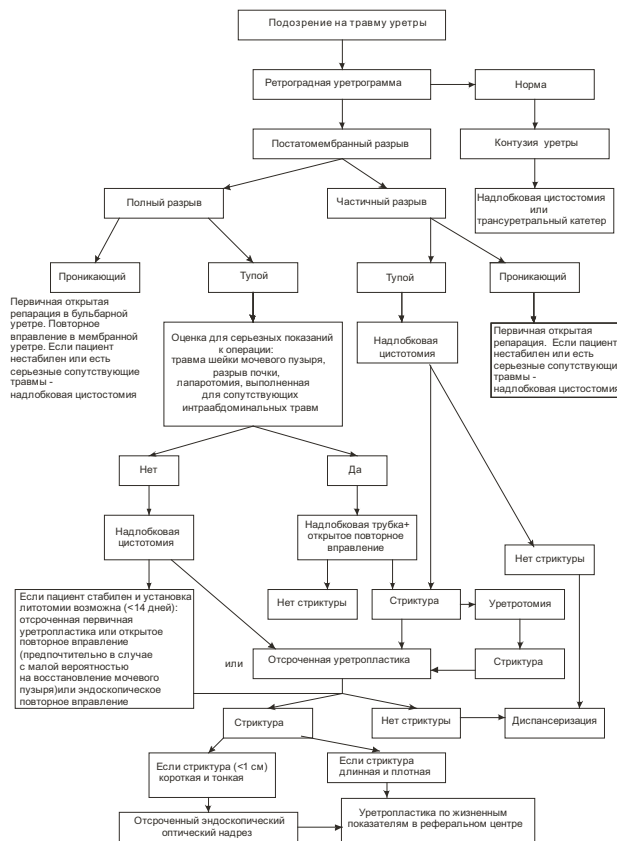 Подозрение на травму уретры
Ретроградная уретрограмма
Норма
Постатомембранный разрыв
Контузия уретры
Полный разрыв
Частичный разрыв
Надлобковая цистостомия
или
трансуретральный катетер
Проникающий
Тупой
Тупой
Проникающий
Первичная открытая
репарация в бульбарной
уретре. Повторное
вправление в мембранной
уретре. Если пациент
нестабилен или есть
серьезные сопутствующие
травмы -
надлобковая цистостомия
Оценка для серьезных показаний
к операции:
травма шейки мочевого пузыря,
разрыв почки,
лапаротомия, выполненная
для сопутствующих
интраабдоминальных травм
Надлобковая
цистотомия
Первичная открытая
репарация. Если пациент
нестабилен или есть
серьезные сопутствующи
травмы -
надлобковая цистостомия
Нет
Да
Надлобковая
цистотомия
Надлобковая трубка+
открытое повторное
вправление
Нет структуры
Если пациент стабилен и установка
литотомии возможна (<14 дней):
отсроченная первичная
уретропластика или открытое
повторное вправление
(предпочтительно в случае
с малой вероятностью
на восстановление мочевого
пузыря)или эндоскопическое
повторное вправление
Нет структуры
Стриктура
Уретротомия
или
Отсроченная уретропластика
Стриктура
Стриктура
Нет стриктуры
Диспансеризация
Если стриктура (<1 см)
короткая и тонкая
Если стриктура
длинная и плотная
Отсроченный эндоскопический
оптический надрез
Уретропластика по жизненным
показателям в реферальном центре